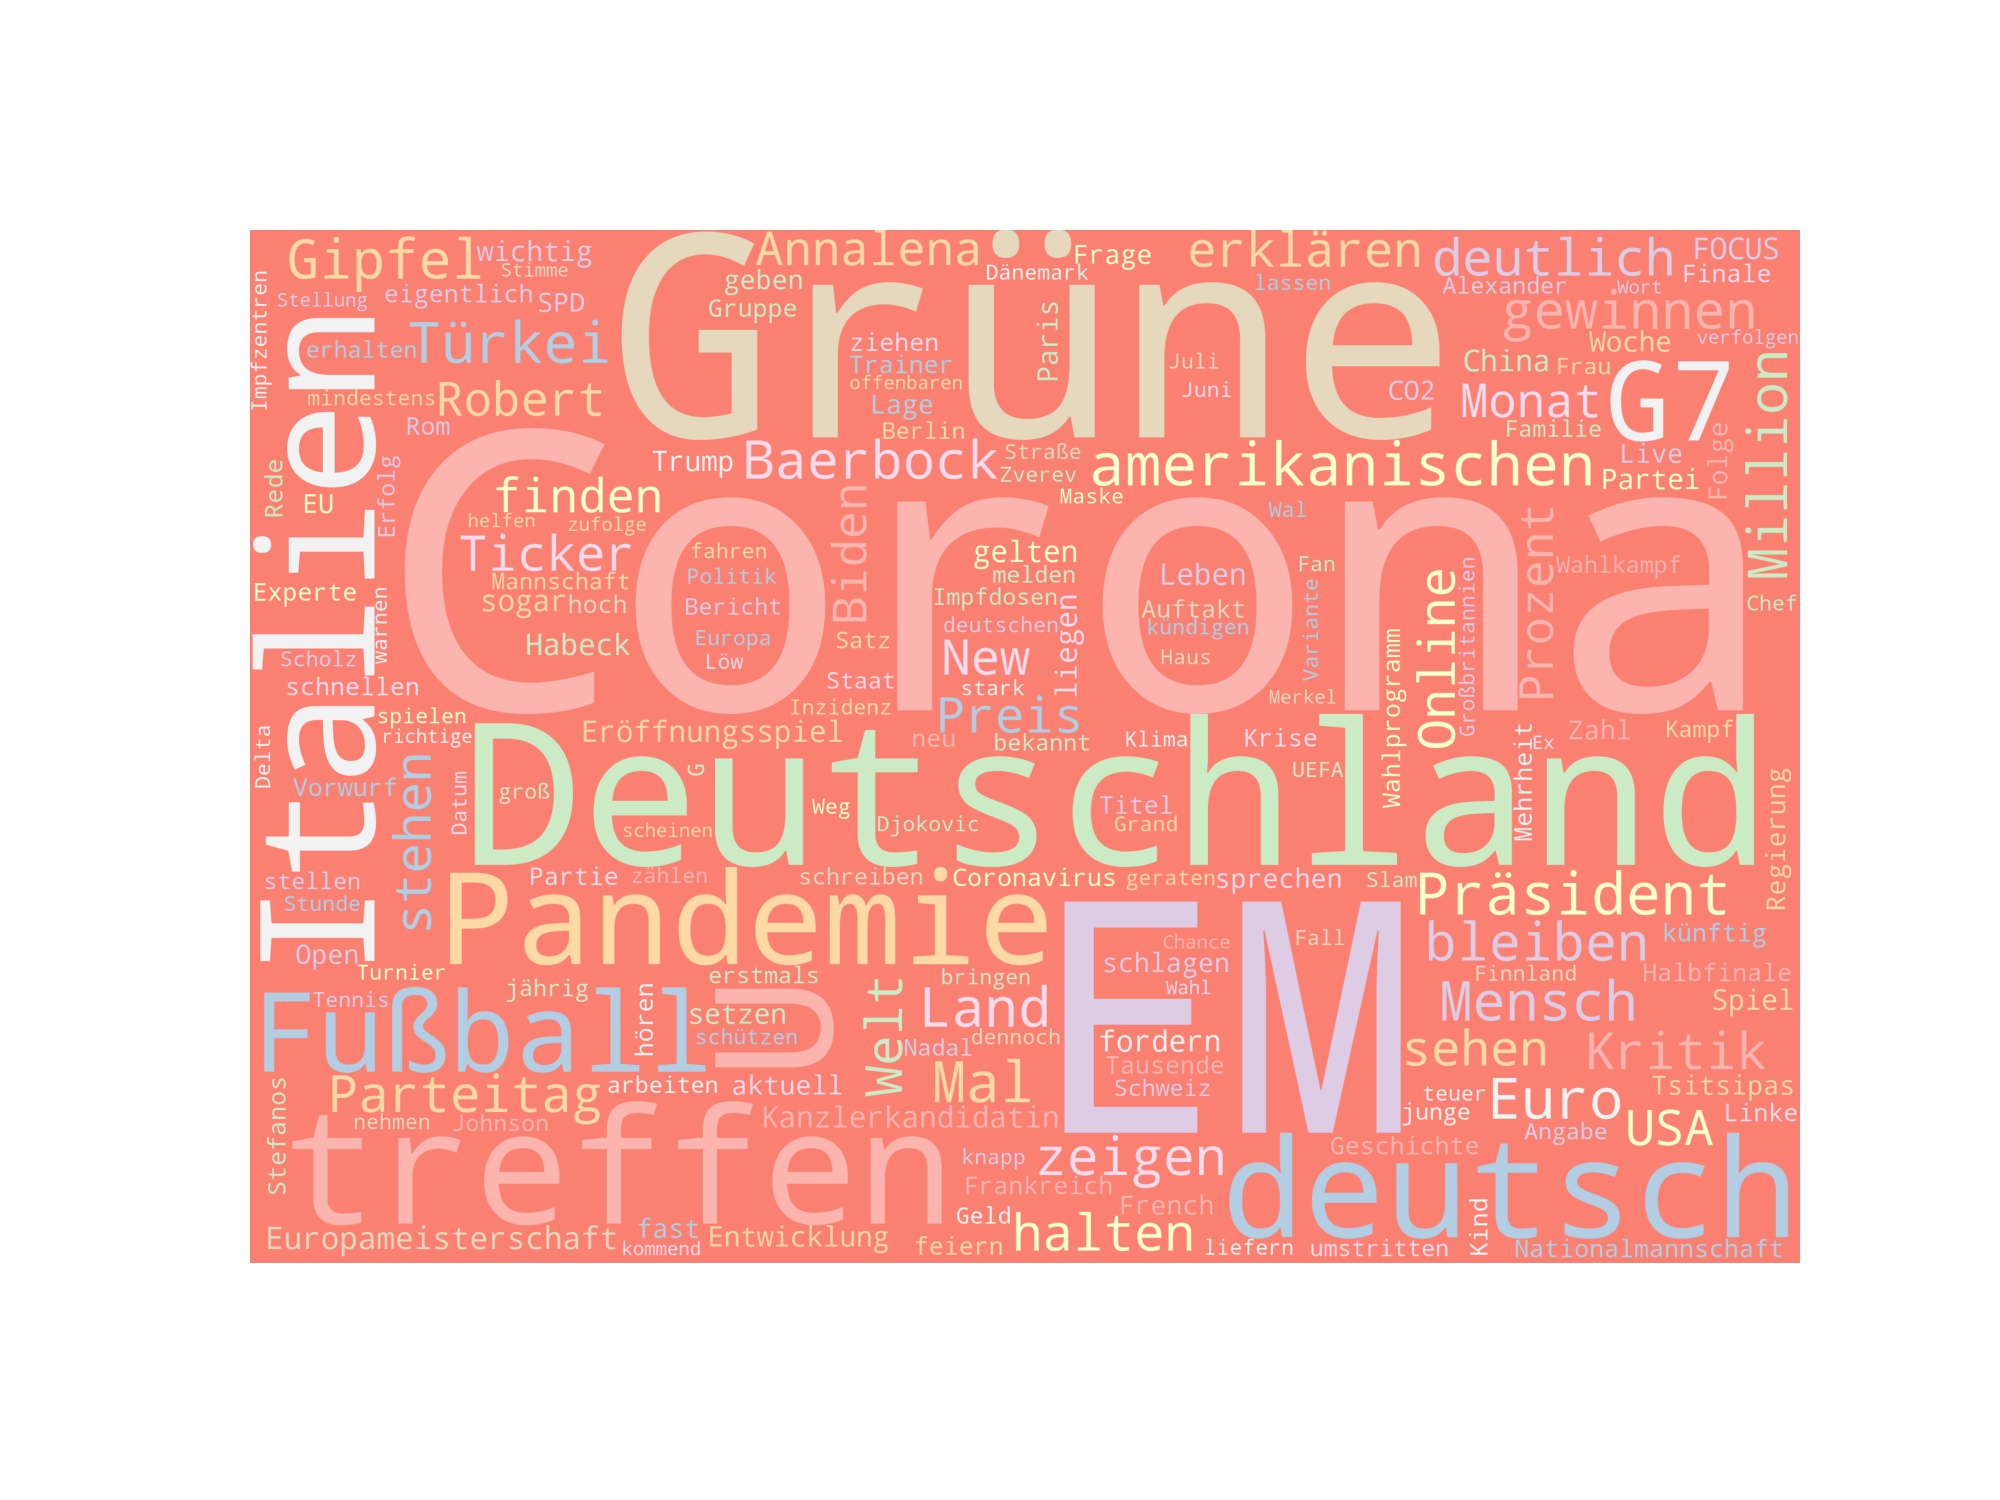 Gipfel
wichtig
Stimme
Annalena
Grüne
Frage
erklären
deutlich
FOCUS
Stellung
eigentlich
SPD
geben
Gruppe
Dänemark
lassen
Alexander
Wort
Finale
Impfzentren
erhalten
Türkei
ziehen
Trainer
offenbaren
Paris
Juli
Juni
gewinnen
Woche
verfolgen
China
Frau
mindestens
Robert
Lage
CO2
Monat
G7
Million
Rom
Berlin
Familie
Italien
Trump
Baerbock
Straße
Zverev
amerikanischen
Live
Partei
Folge
Rede
EU
Erfolg
finden
Biden
Maske
Wal
helfen
zufolge
Corona
Prozent
Ticker
fahren
gelten
melden
Leben
Fan
Wahlkampf
Experte
Mannschaft
Politik
sogar
hoch
Bericht
Impfdosen
Auftakt
Online
Großbritannien
Chef
warnen
Habeck
Europa
Satz
deutschen
liegen
kündigen
Variante
Scholz
Löw
New
Haus
Wahlprogramm
schnellen
Staat
stark
Merkel
spielen
Inzidenz
Preis
richtige
Eröffnungsspiel
neu
bekannt
Klima
Krise
Mehrheit
Ex
Zahl
Kampf
Delta
Vorwurf
stehen
Datum
Deutschland
groß
G
scheinen
Weg
Djokovic
Titel
Grand
UEFA
Regierung
stellen
Stunde
Partie
zählen
schreiben
Coronavirus
geraten
sprechen
Slam
Präsident
Pandemie
EM
Open
Turnier
Chance
Fall
schlagen
Wahl
bleiben
künftig
Finnland
Halbfinale
jährig
erstmals
bringen
Tennis
Fußball
hören
U
setzen
schützen
Welt
Land
Nadal
dennoch
fordern
Tausende
Schweiz
Mensch
Spiel
sehen
Kritik
Parteitag
arbeiten
aktuell
Mal
teuer
junge
Euro
Tsitsipas
Stefanos
nehmen
Johnson
Kanzlerkandidatin
Angabe
USA
Linke
treffen
knapp
zeigen
Geschichte
deutsch
Frankreich
French
Europameisterschaft
fast
kommend
Entwicklung
Geld
feiern
halten
liefern
umstritten
Kind
Nationalmannschaft